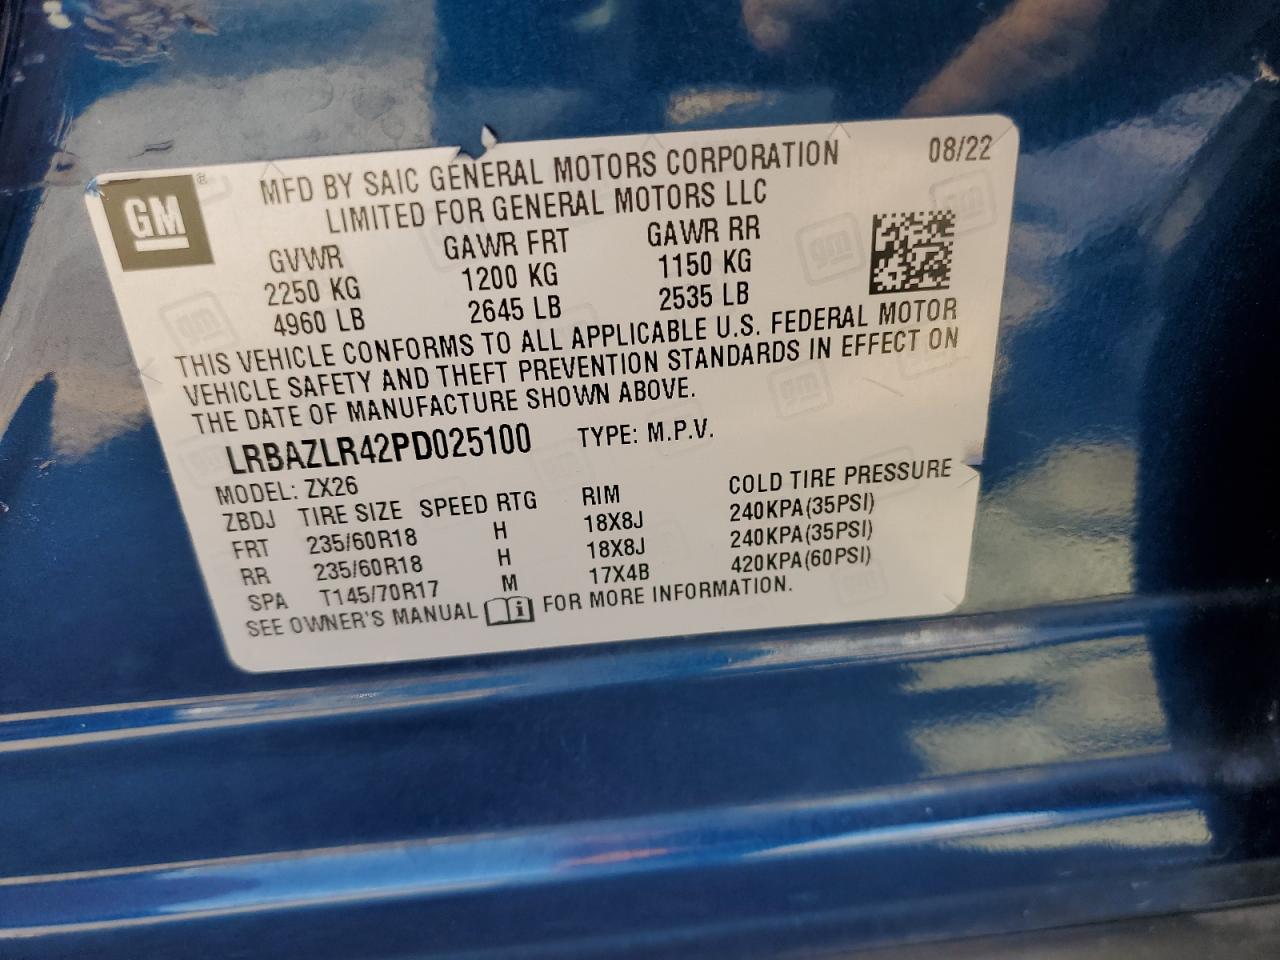 GM ®
MFD BY SAIC GENERAL MOTORS CORPORATION 08/22
LIMITED FOR GENERAL MOTORS LLC
GVWR GAWR FRT GAWR RR
2250 KG 1200 KG 1150 KG
4960 LB 2645 LB 2535 LB
THIS VEHICLE CONFORMS TO ALL APPLICABLE U.S. FEDERAL MOTOR
VEHICLE SAFETY AND THEFT PREVENTION STANDARDS IN EFFECT ON
THE DATE OF MANUFACTURE SHOWN ABOVE.
LRBAZLR42PD025100 TYPE: M.P.V.
MODEL: ZX26
ZBDJ TIRE SIZE SPEED RTG RIM COLD TIRE PRESSURE
FRT 235/60R18 H 18X8J 240KPA(35PSI)
RR 235/60R18 H 18X8J 240KPA(35PSI)
SPA T145/70R17 M 17X4B 420KPA(60PSI)
SEE OWNER'S MANUAL i FOR MORE INFORMATION.